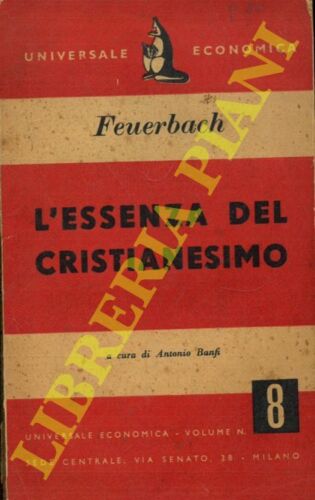 UNIVERSALE ECONOMICA
Feuerbach
L'ESSENZA DEL
CRISTIANESIMO
a cura di Antonio Banfi
8
UNIVERSALE ECONOMICA - VOLUME N.
SEDE CENTRALE: VIA SENATO, 38 - MILANO
LIBRERIA PIANI